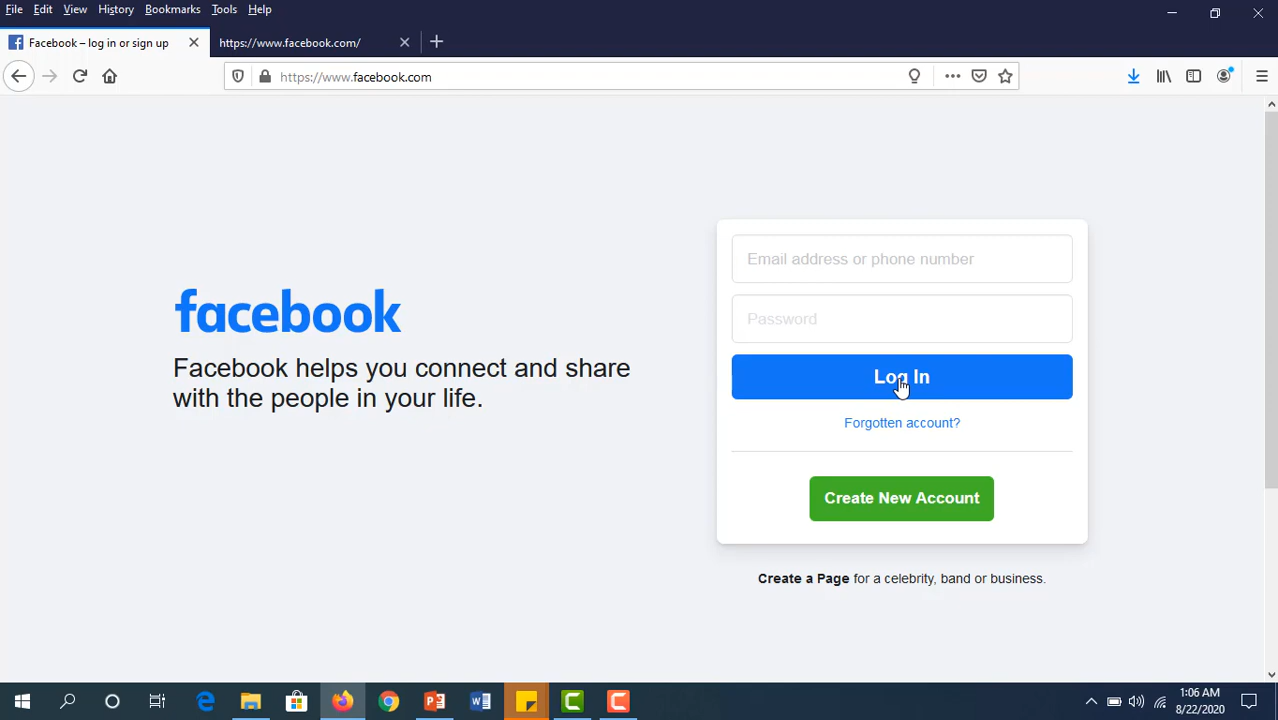 File Edit View History Bookmarks Tools Help
Facebook – log in or sign up
https://www.facebook.com/
https://www.facebook.com
facebook
Facebook helps you connect and share
with the people in your life.
Email address or phone number
Password
Log In
Forgotten account?
Create New Account
Create a Page for a celebrity, band or business.
1:06 AM
8/22/2020